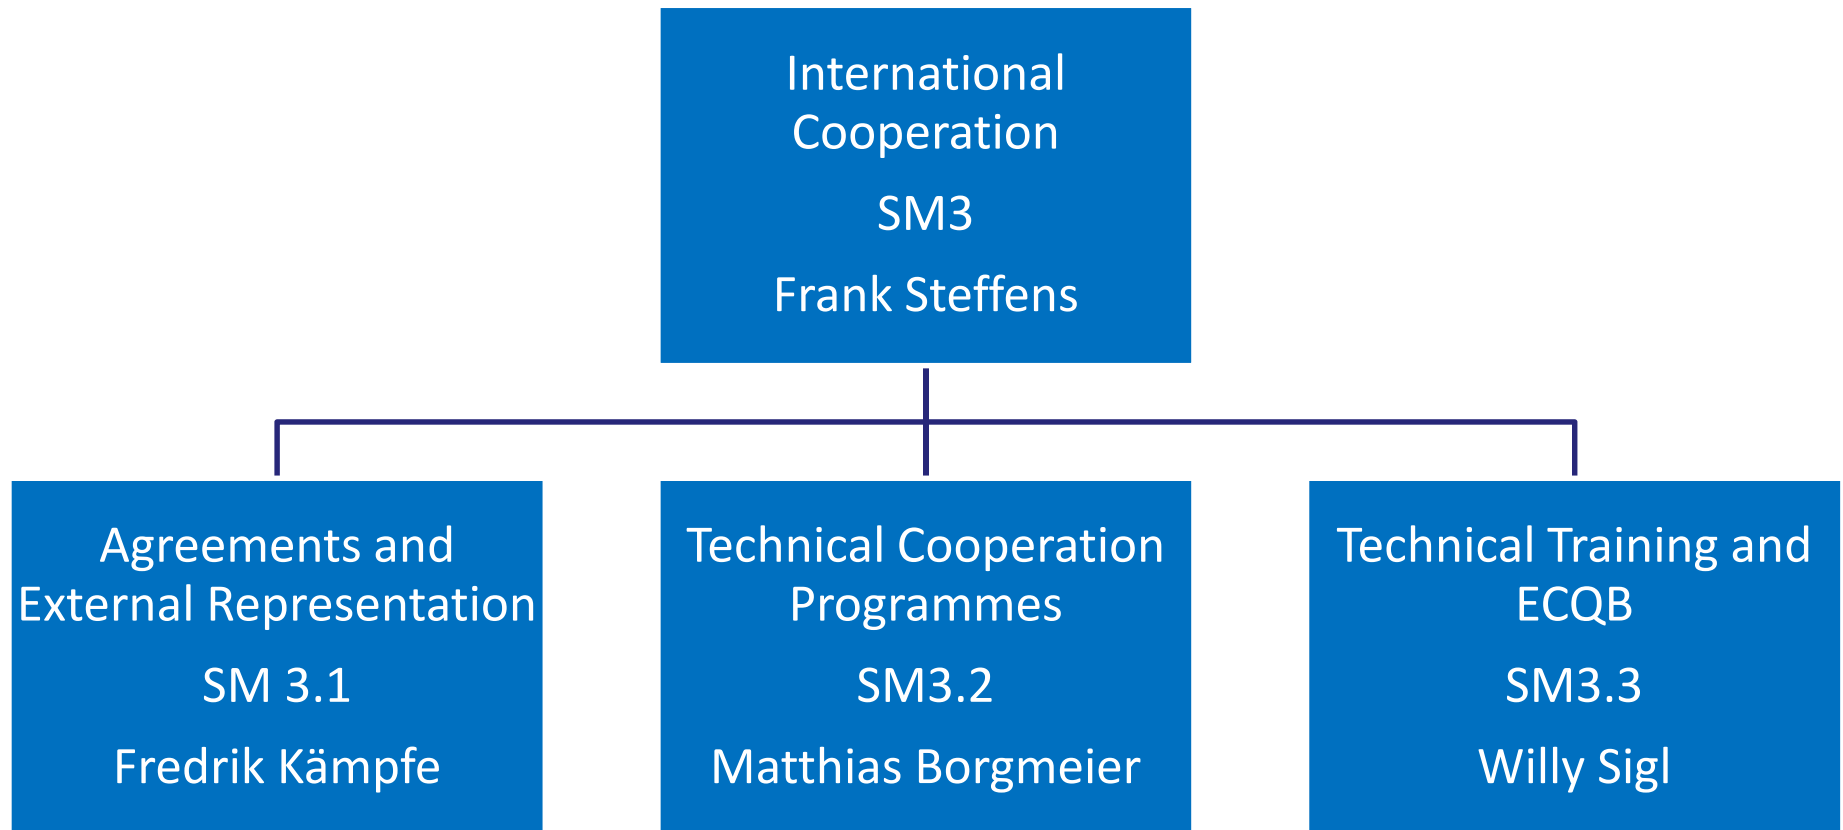 International
Cooperation
SM3
Frank Steffens
Agreements and
External Representation
SM 3.1
Fredrik Kämpfe
Technical Cooperation
Programmes
SM3.2
Matthias Borgmeier
Technical Training and
ECQB
SM3.3
Willy Sigl